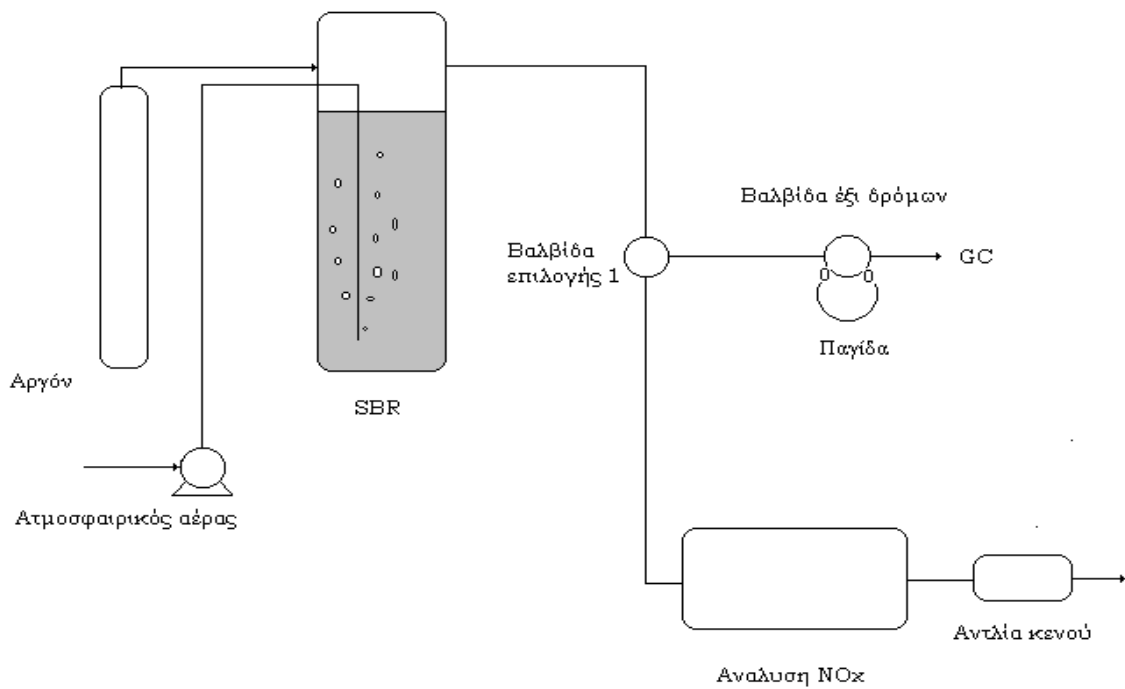 Βαλβίδα έξι δρόμων
Βαλβίδα
επιλογής 1
GC
Παγίδα
Αργόν
SBR
Ατμοσφαιρικός αέρας
Αντλία κενού
Αναλυση NOx